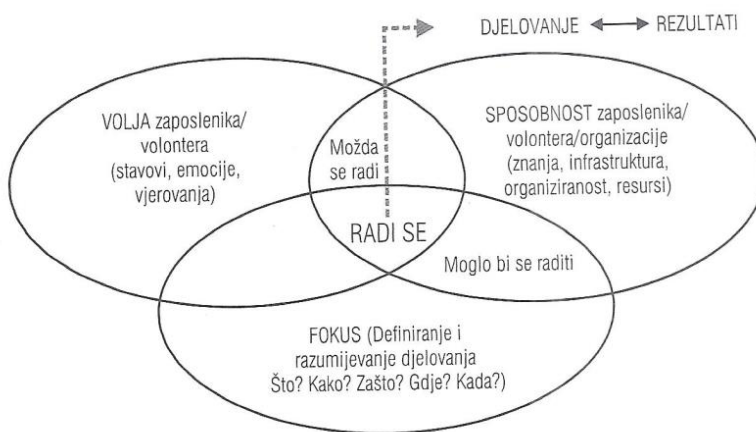 DJELOVANJE REZULTATI
VOLJA zaposlenika/
volontera
(stavovi, emocije,
vjerovanja)
Možda
se radi
SPOSOBNOST zaposlenika/
volontera/organizacije
(znanja, infrastruktura,
organiziranost, resursi)
RADI SE
Moglo bi se raditi
FOKUS (Definiranje i
razumijevanje djelovanja
Što? Kako? Zašto? Gdje? Kada?)